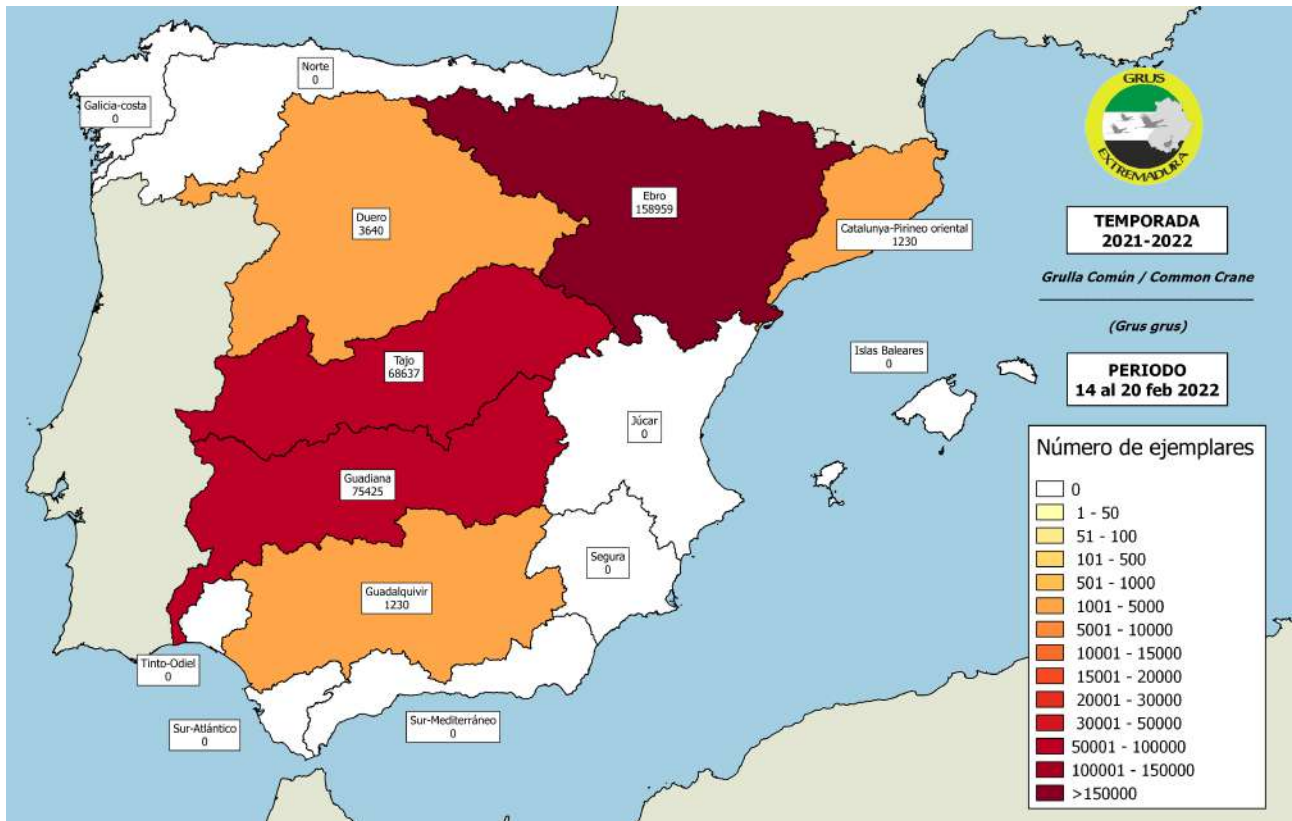 Norte
0
Galicia-costa
0
Duero
3640
Ebro
158959
Catalunya-Pirineo oriental
1230
Tajo
68637
Islas Baleares
0
Júcar
0
Guadiana
75425
Segura
0
Guadalquivir
1230
Tinto-Odiel
0
Sur-Atlántico
0
Sur-Mediterráneo
0
GRUS
EXTREMADURA
TEMPORADA
2021-2022
Grulla Común / Common Crane
(Grus grus)
PERIODO
14 al 20 feb 2022
Número de ejemplares
0
1 - 50
51 - 100
101 - 500
501 - 1000
1001 - 5000
5001 - 10000
10001 - 15000
15001 - 20000
20001 - 30000
30001 - 50000
50001 - 100000
100001 - 150000
>150000